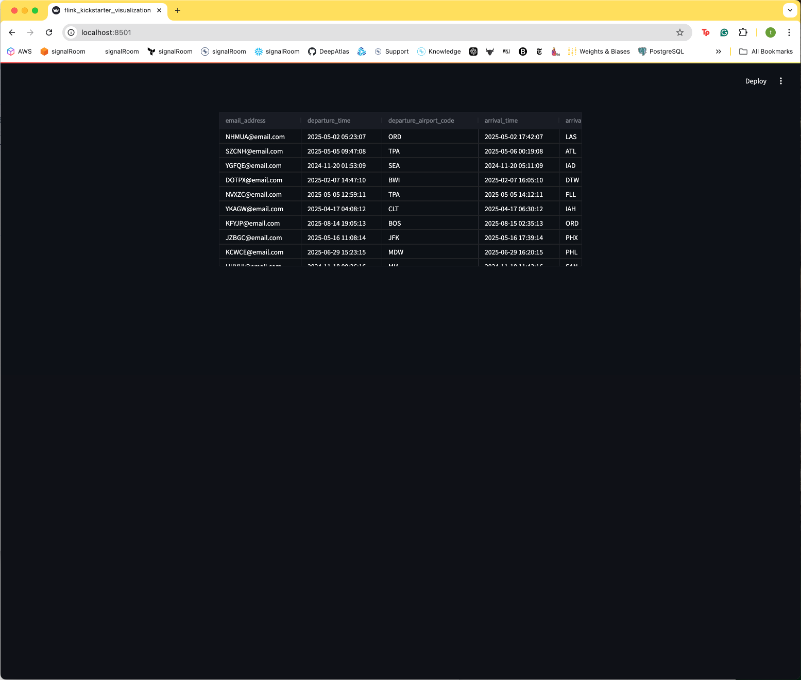 flink_kickstarter_visualization
localhost:8501
AWS signalRoom signalRoom signalRoom signalRoom signalRoom DeepAtlas Support Knowledge Weights & Biases PostgreSQL » All Bookmarks
Deploy
email_address departure_time departure_airport_code arrival_time arriva
NHMUA@email.com 2025-05-02 05:23:07 ORD 2025-05-02 17:42:07 LAS
SZCNH@email.com 2025-05-05 09:47:08 TPA 2025-05-06 00:19:08 ATL
YGFQE@email.com 2024-11-20 01:53:09 SEA 2024-11-20 05:11:09 IAD
DOTPX@email.com 2025-02-07 14:47:10 BWI 2025-02-07 16:05:10 DTW
NVXZC@email.com 2025-05-05 12:59:11 TPA 2025-05-05 14:12:11 FLL
YKAGW@email.com 2025-04-17 04:08:12 CLT 2025-04-17 06:30:12 IAH
KFYJP@email.com 2025-08-14 19:05:13 BOS 2025-08-15 02:35:13 ORD
JZBGC@email.com 2025-05-16 11:08:14 JFK 2025-05-16 17:39:14 PHX
KCWCE@email.com 2025-06-29 15:23:15 MDW 2025-06-29 16:20:15 PHL